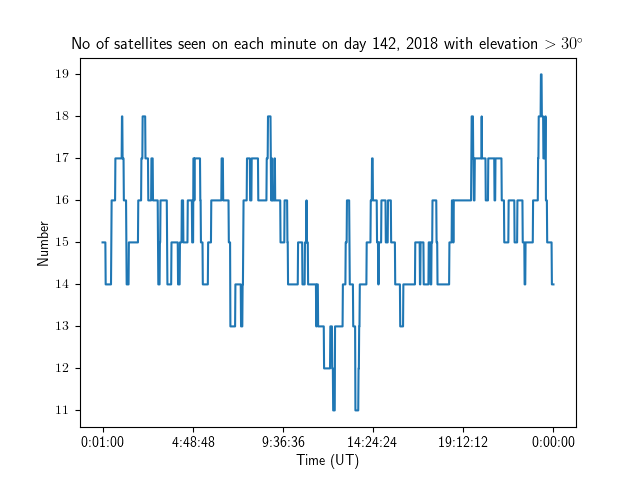 No of satellites seen on each minute on day 142, 2018 with elevation > 30°
19
18
17
16
15
14
13
12
11
Number
0:01:00 4:48:48 9:36:36 14:24:24 19:12:12 0:00:00
Time (UT)